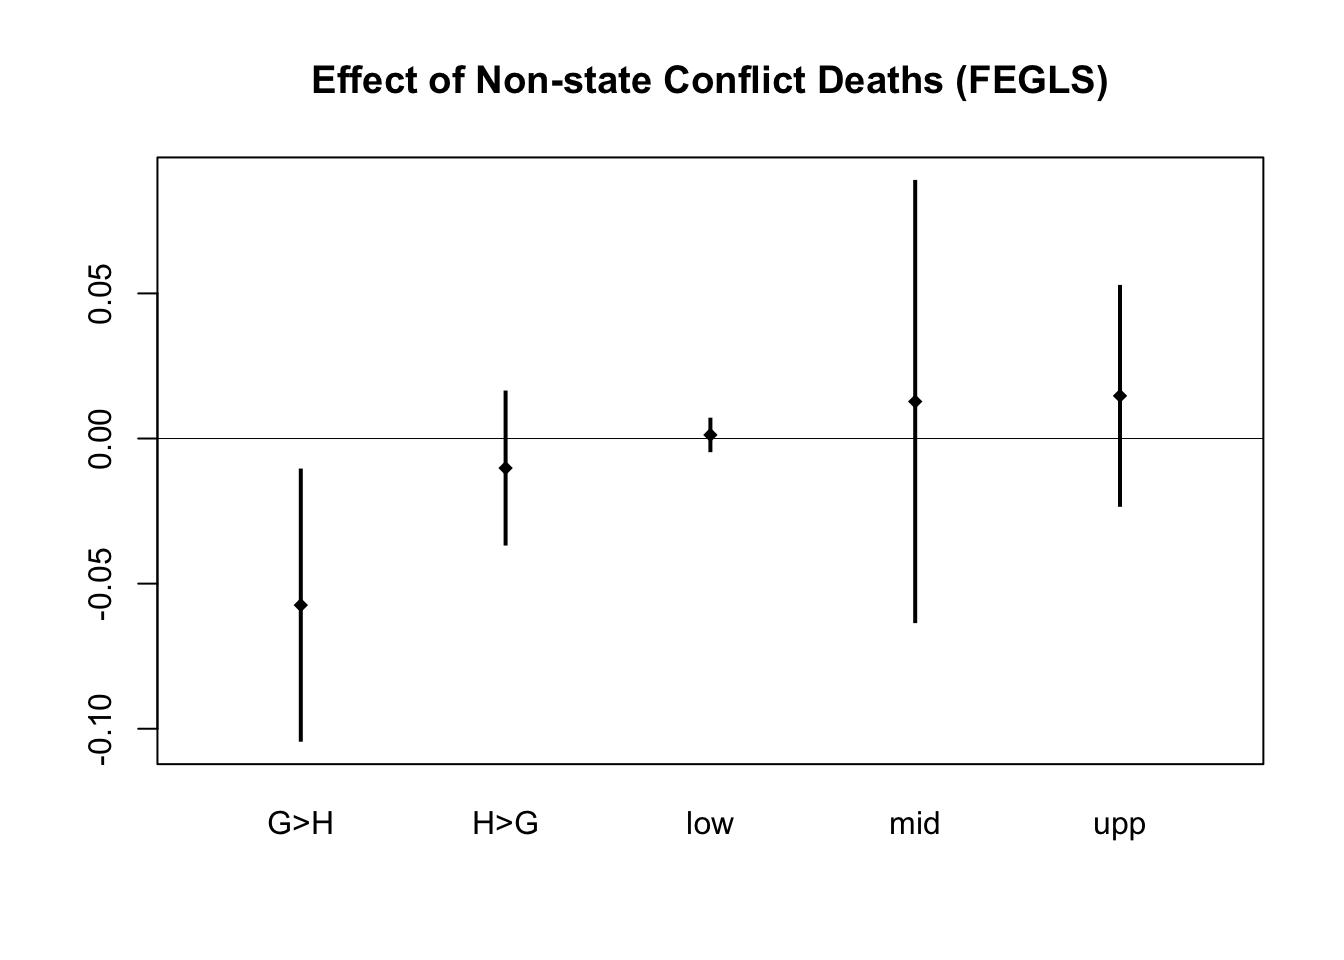 Effect of Non-state Conflict Deaths (FEGLS)
0.05
0.00
-0.05
-0.10
G>H H>G low mid upp